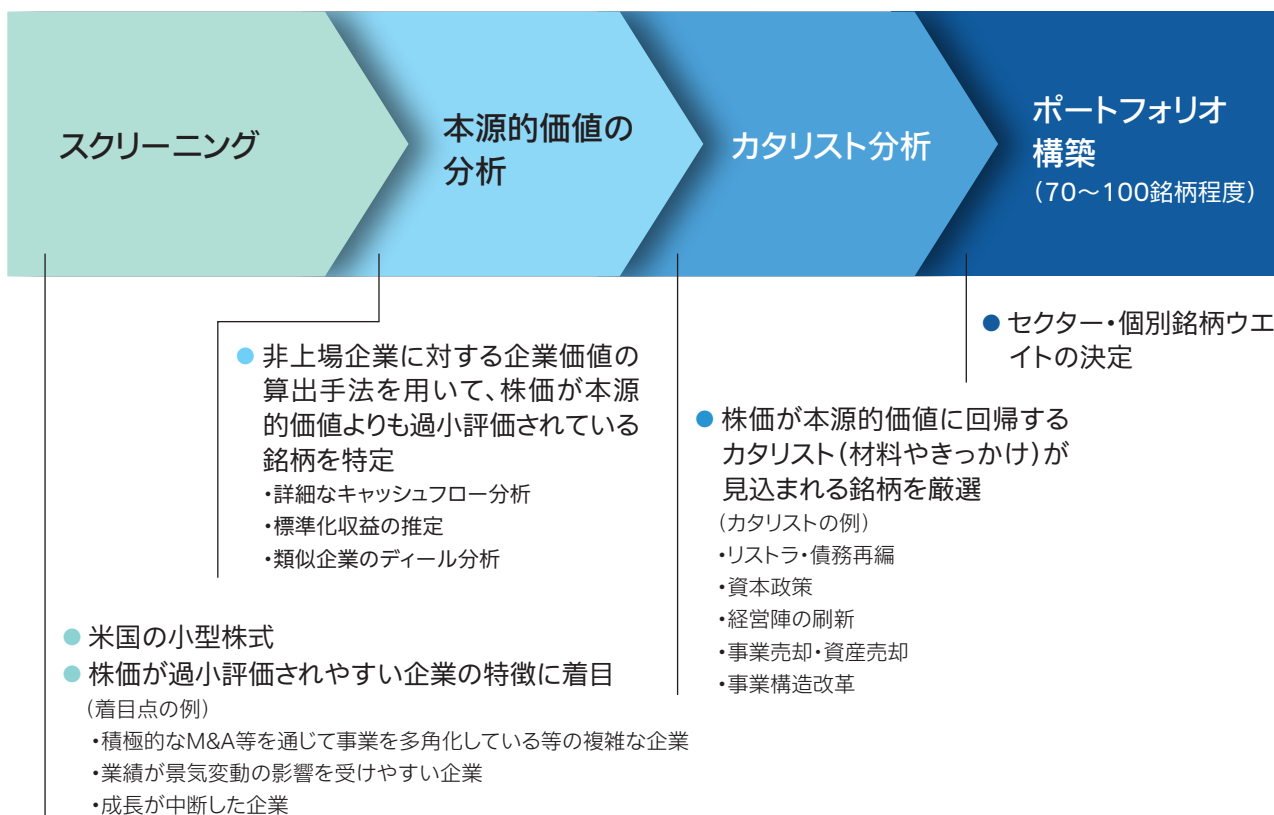 スクリーニング
本源的価値の
分析
カタリスト分析
ポートフォリオ
構築
(70〜100銘柄程度)
● セクター・個別銘柄ウエ
イトの決定
● 非上場企業に対する企業価値の
算出手法を用いて、株価が本源
的価値よりも過小評価されている
銘柄を特定
・詳細なキャッシュフロー分析
・標準化収益の推定
・類似企業のディール分析
● 株価が本源的価値に回帰する
カタリスト(材料やきっかけ)が
見込まれる銘柄を厳選
(カタリストの例)
・リストラ・債務再編
・資本政策
・経営陣の刷新
・事業売却・資産売却
・事業構造改革
● 米国の小型株式
● 株価が過小評価されやすい企業の特徴に着目
(着目点の例)
・積極的なM&A等を通じて事業を多角化している等の複雑な企業
・業績が景気変動の影響を受けやすい企業
・成長が中断した企業